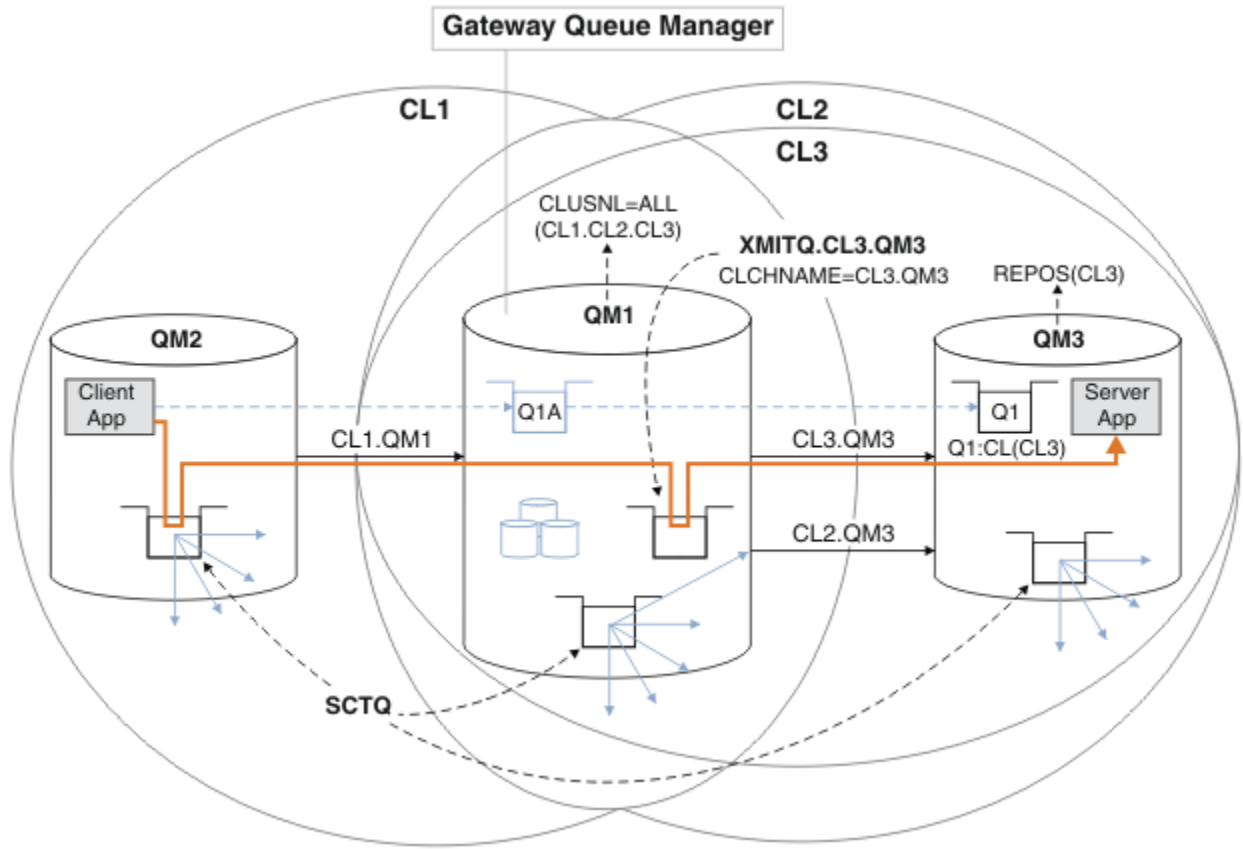 Gateway Queue Manager
CL1
CL2
CL3
CLUSNL=ALL
(CL1.CL2.CL3)
XMITQ.CL3.QM3
CLCHNAME=CL3.QM3
REPOS(CL3)
QM2
QM1
QM3
Client
App
Q1A
Q1
Server
App
CL1.QM1
CL3.QM3
Q1:CL(CL3)
CL2.QM3
SCTQ